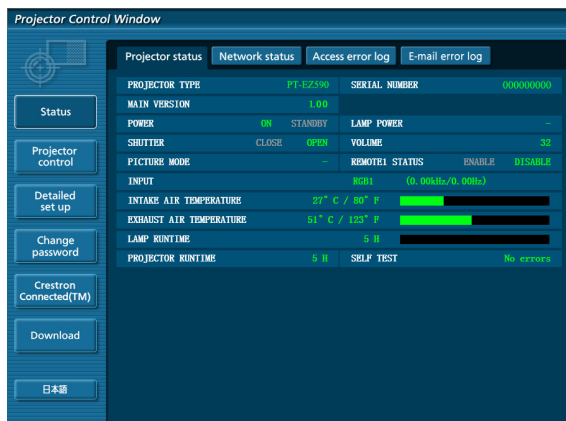 Projector Control Window
Projector status Network status Access error log E-mail error log
Status
Projector control
Detailed set up
Change password
Crestron Connected(TM)
Download
日本語
PROJECTOR TYPE PT-EZ590 SERIAL NUMBER 000000000
MAIN VERSION 1.00
POWER ON STANDBY LAMP POWER –
SHUTTER CLOSE OPEN VOLUME 32
PICTURE MODE – REMOTE1 STATUS ENABLE DISABLE
INPUT RGB1 (0.00kHz/0.00Hz)
INTAKE AIR TEMPERATURE 27° C / 80° F
EXHAUST AIR TEMPERATURE 51° C / 123° F
LAMP RUNTIME 5 H
PROJECTOR RUNTIME 5 H SELF TEST No errors